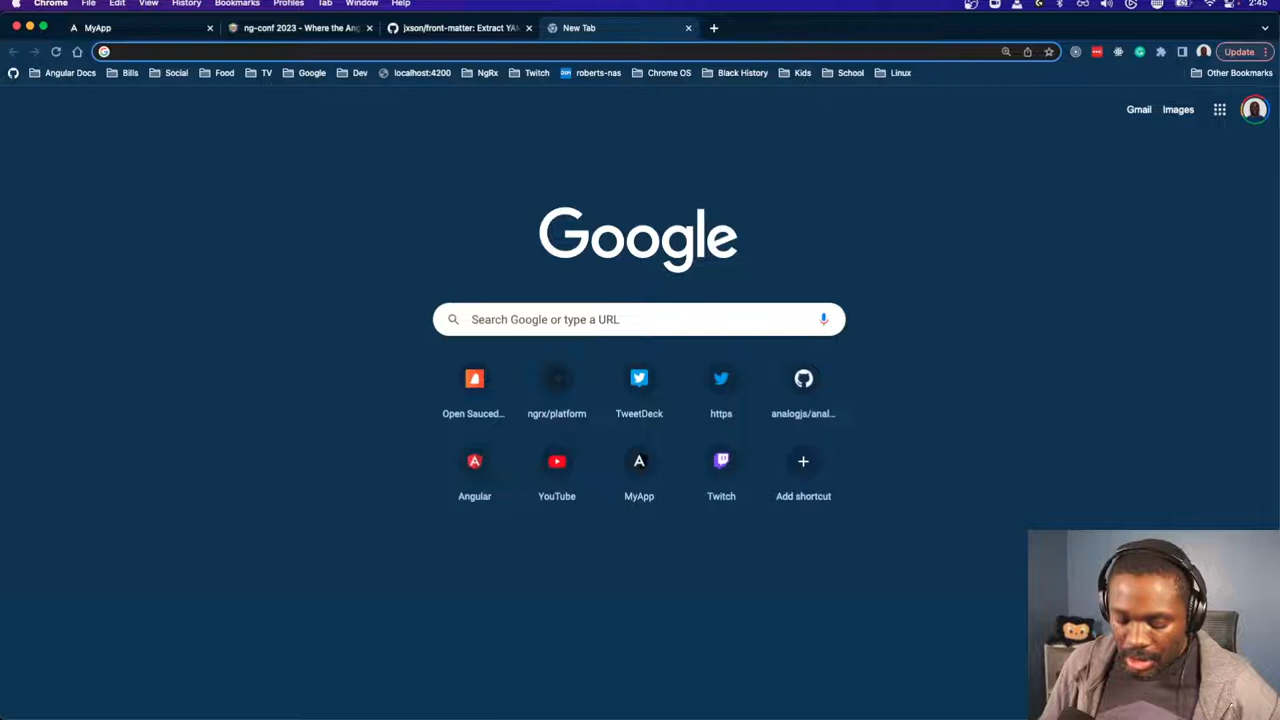 Chrome File Edit View History Bookmarks Profiles Tab Window Help 2:45
MyApp ng-conf 2023 - Where the Ang jxson/front-matter: Extract YA New Tab
Update
Angular Docs Bills Social Food TV Google Dev localhost:4200 NgRx Twitch roberts-nas Chrome OS Black History Kids School Linux Other Bookmarks
Gmail Images
Google
Search Google or type a URL
Open Sauced... ngrx/platform TweetDeck https analogjs/anal...
Angular YouTube MyApp Twitch Add shortcut